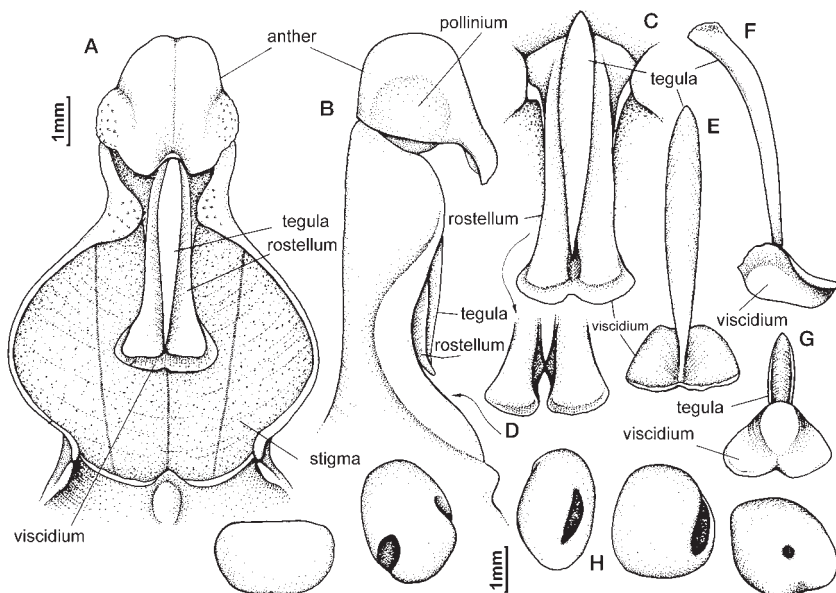 A
anther
pollinium
C
F
tegula
B
E
1mm
tegula
rostellum
rostellum
tegula
rostellum
viscidium
viscidium
G
tegula
D
viscidium
stigma
viscidium
H
1mm